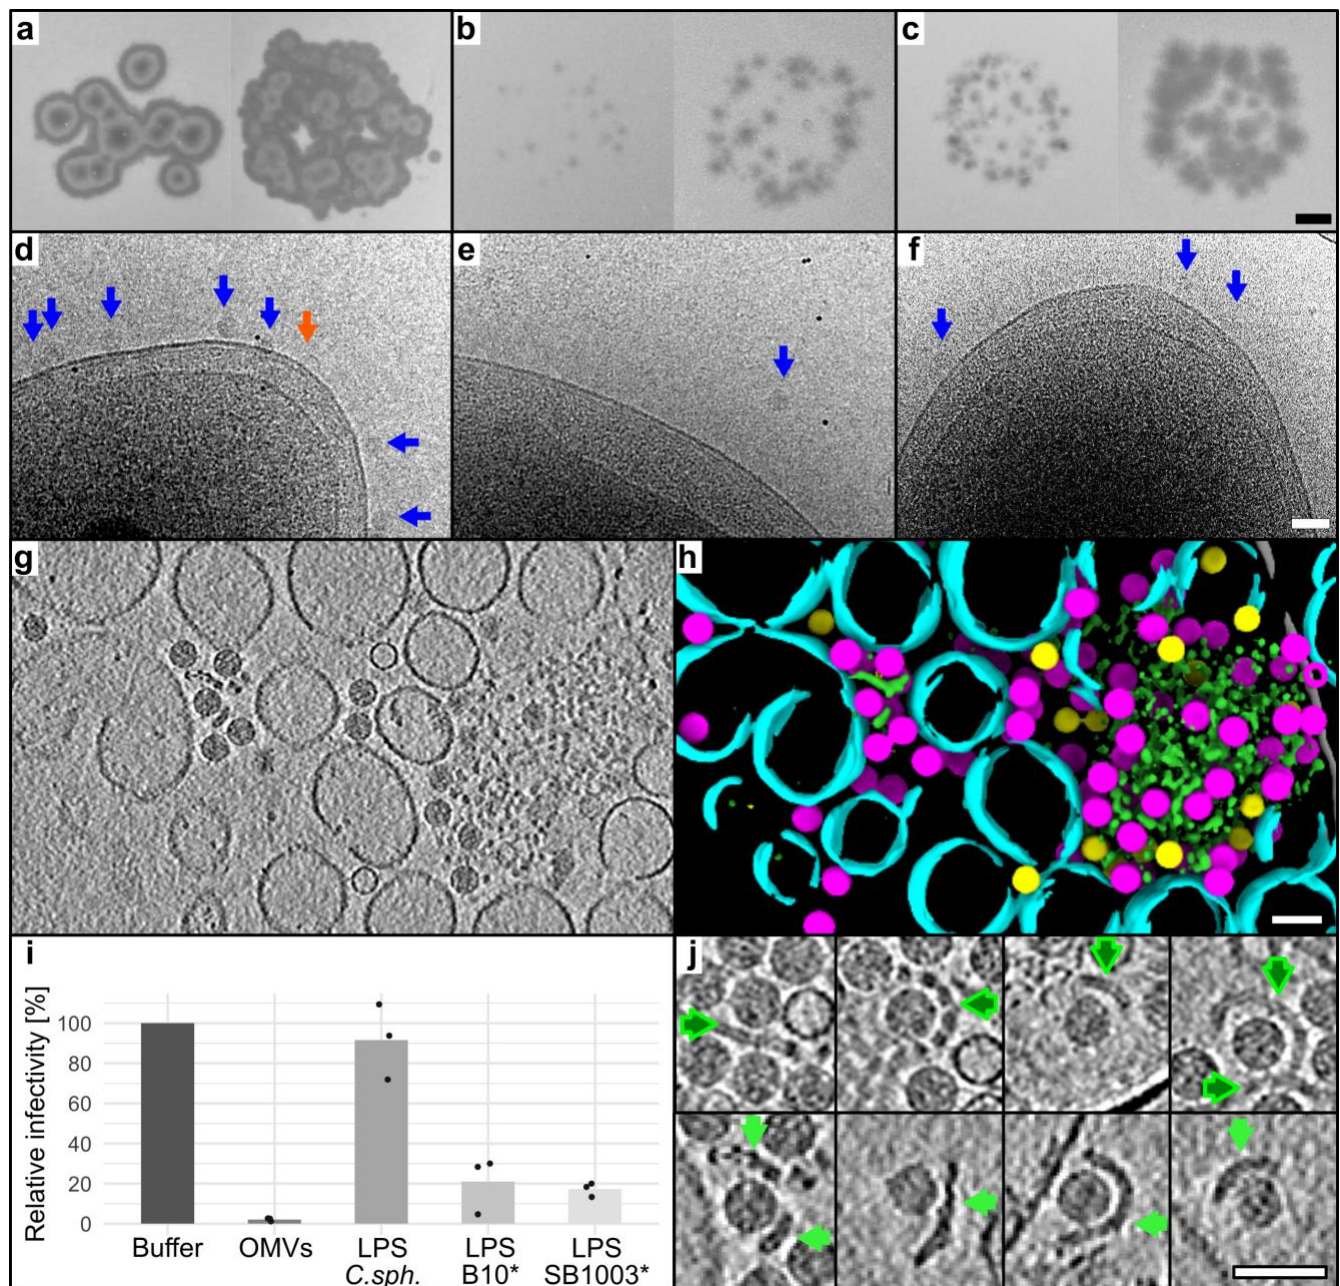 a
b
c
d
e
f
g
h
i
Relative infectivity [%]
100
80
60
40
20
0
Buffer
OMVs
LPS
C.sph.
LPS
B10*
LPS
SB1003*
j